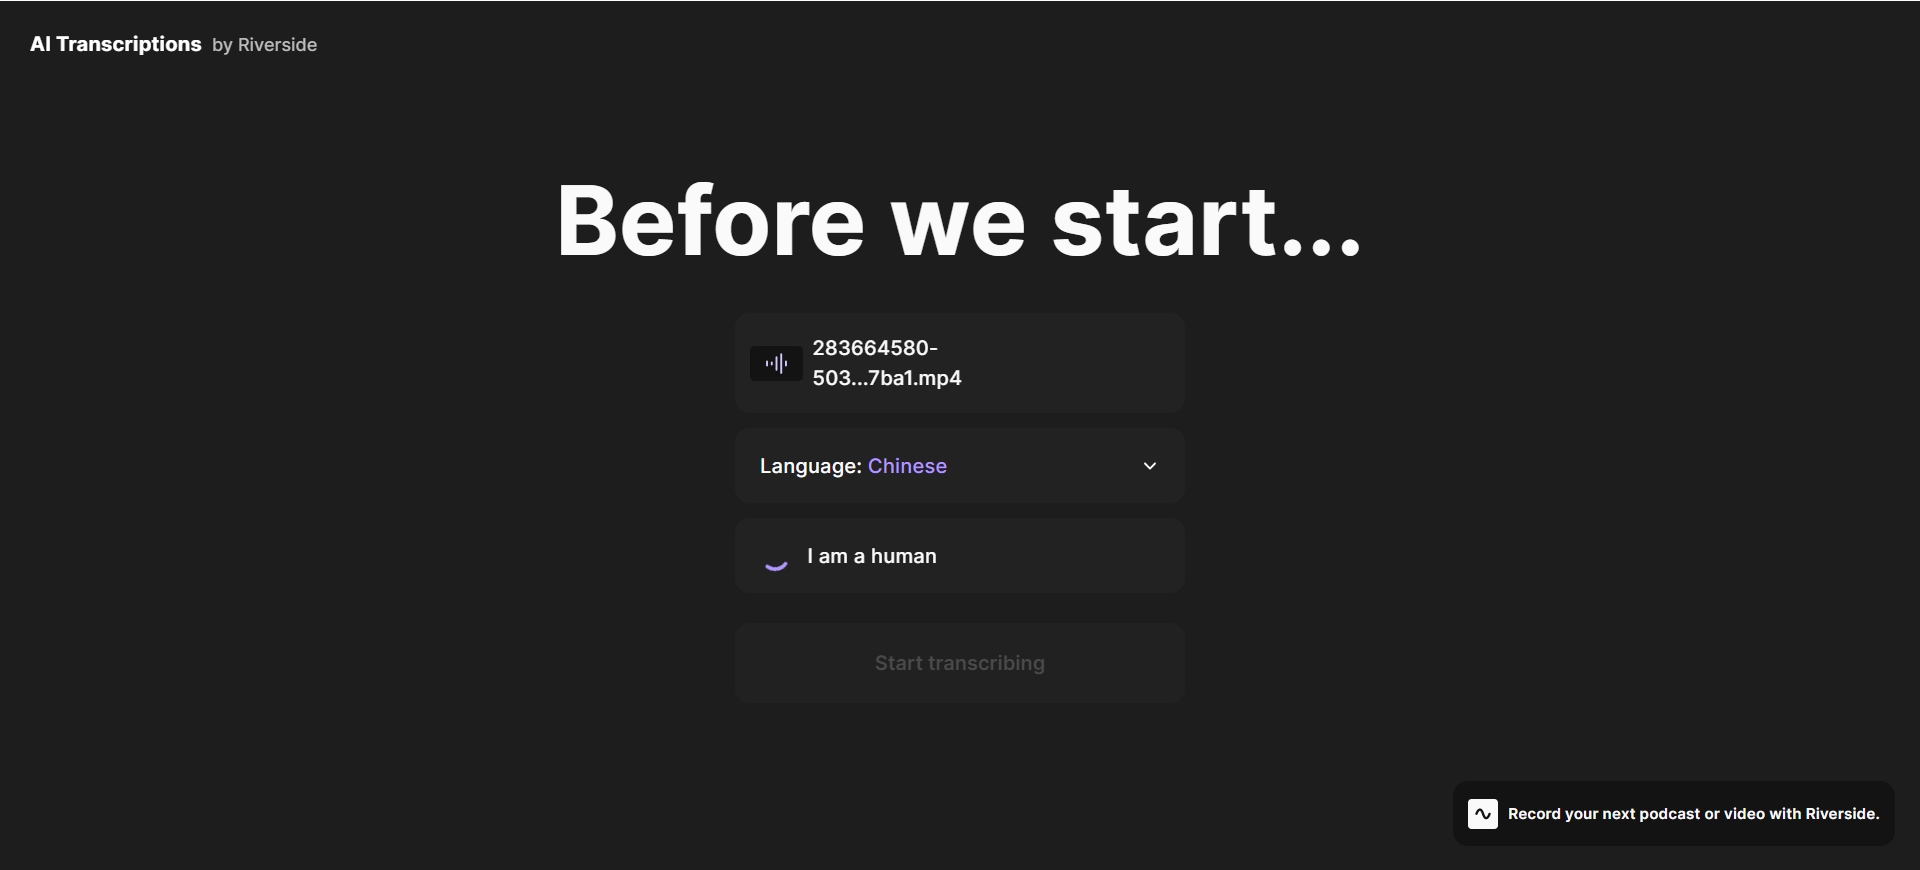 AI Transcriptions by Riverside
Before we start...
283664580-
503...7ba1.mp4
Language: Chinese
I am a human
Start transcribing
Record your next podcast or video with Riverside.